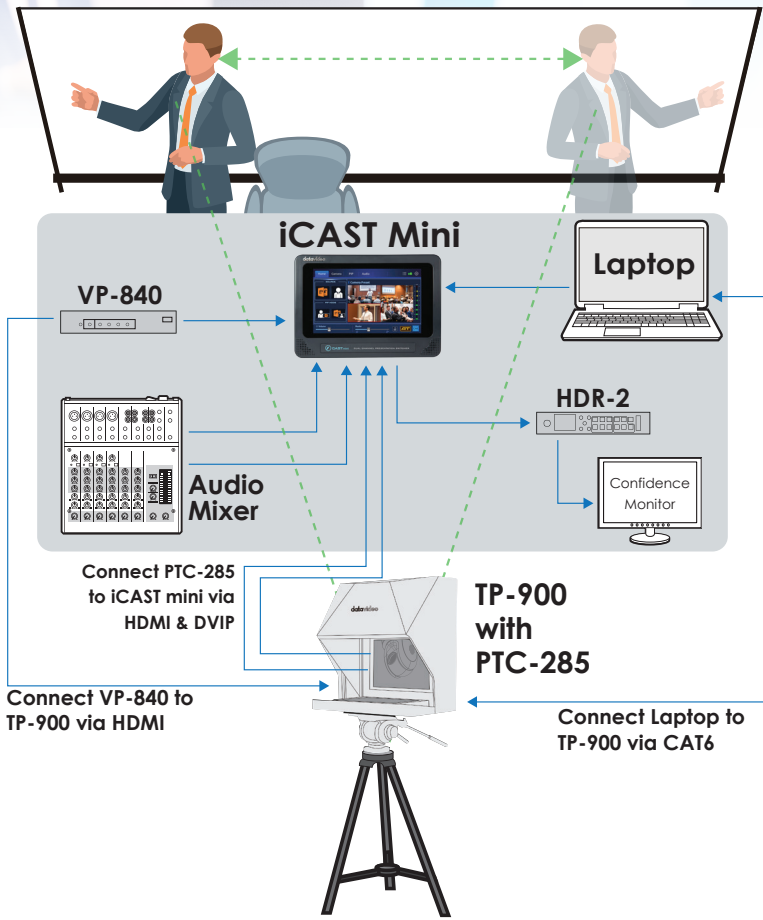 iCAST Mini
datavideo
VP-840
Laptop
HDR-2
Audio
Mixer
Confidence
Monitor
Connect PTC-285
to iCAST mini via
HDMI & DVIP
datavideo
TP-900
with
PTC-285
Connect VP-840 to
TP-900 via HDMI
Connect Laptop to
TP-900 via CAT6